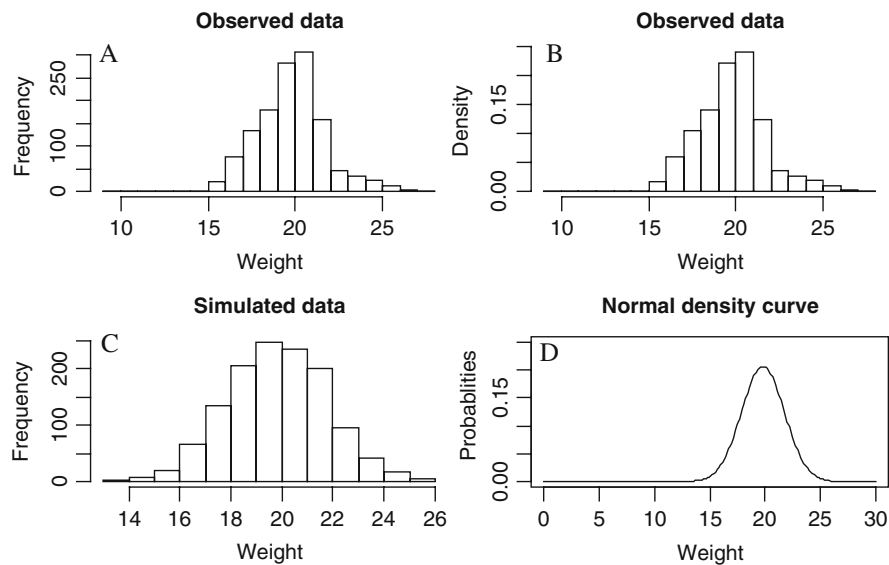 Observed data
A
Frequency
0 100 250
10 15 20 25
Weight
Observed data
B
Density
0.00 0.15
10 15 20 25
Weight
Simulated data
C
Frequency
0 100 200
14 16 18 20 22 24 26
Weight
Normal density curve
D
Probablities
0.00 0.15
0 5 10 15 20 25 30
Weight